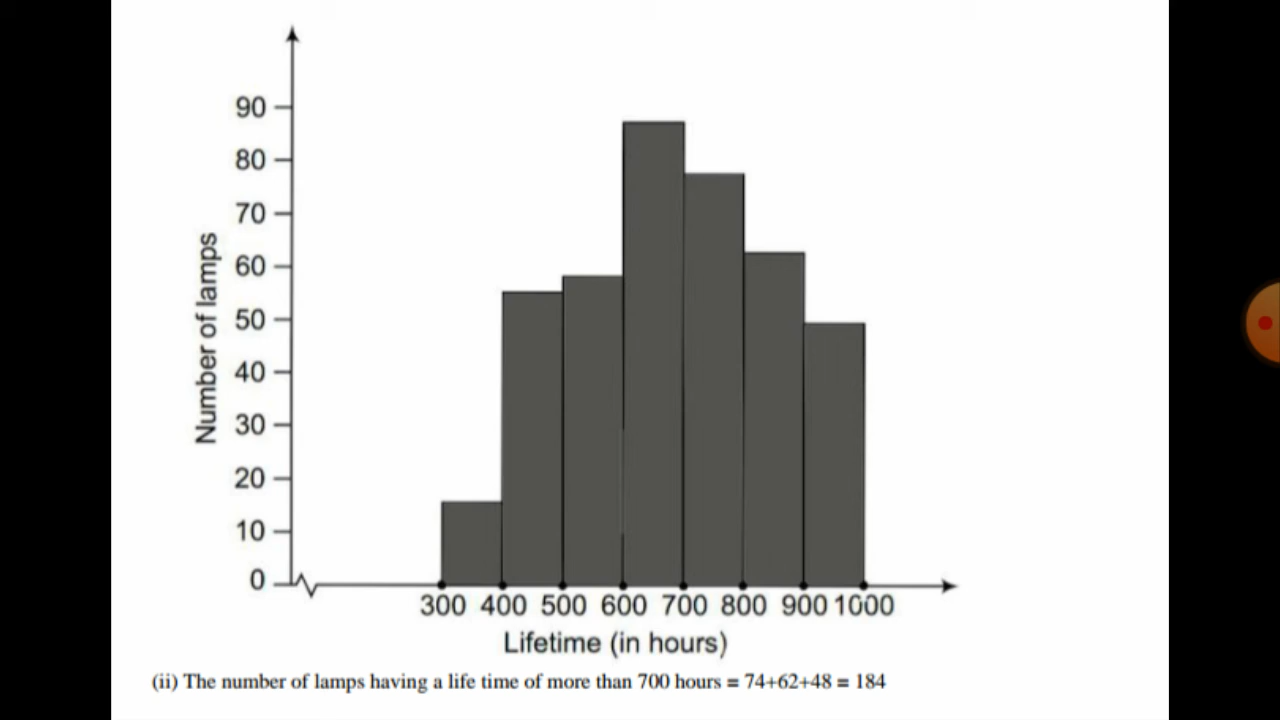 90
80
70
60
50
40
30
20
10
0
Number of lamps
300 400 500 600 700 800 900 1000
Lifetime (in hours)
(ii) The number of lamps having a life time of more than 700 hours = 74+62+48 = 184